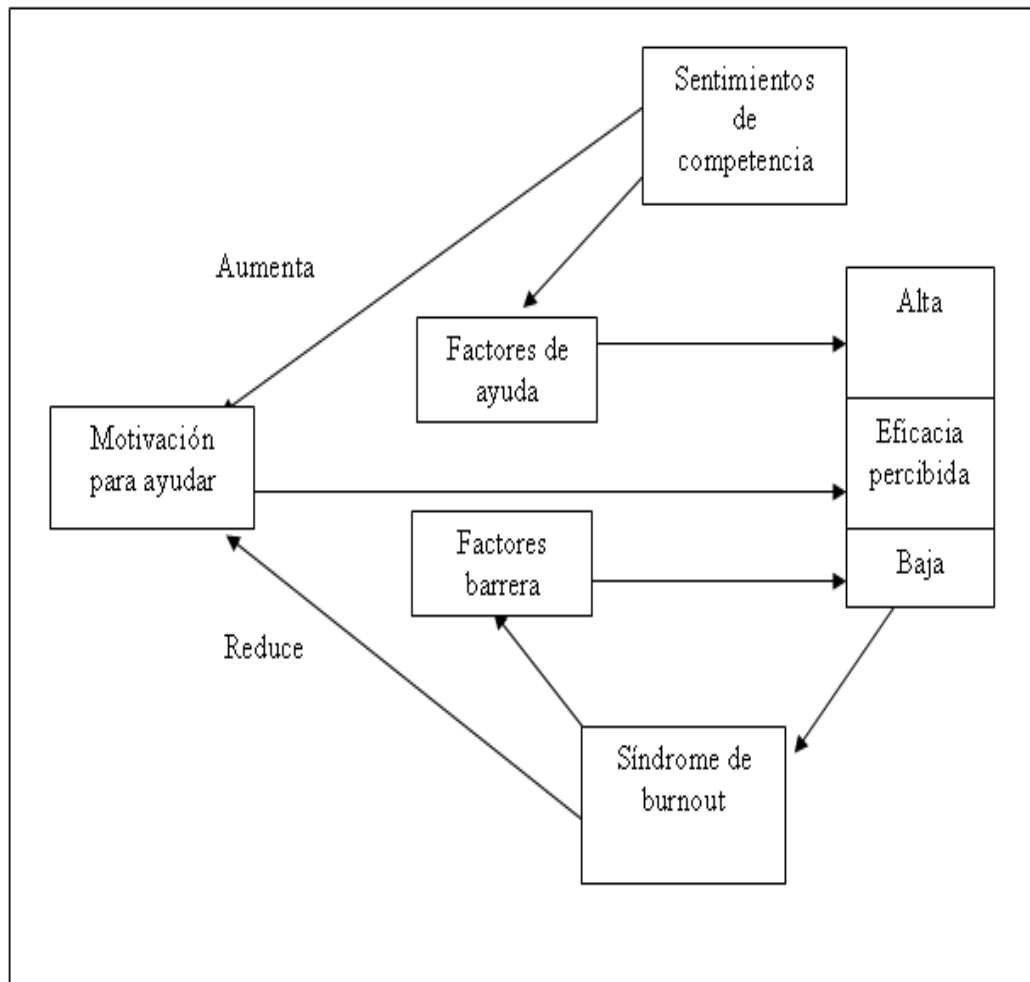 Sentimientos
de
competencia
Aumenta
Alta
Factores de
ayuda
Motivación
para ayudar
Eficacia
percibida
Factores
barrera
Baja
Reduce
Síndrome de
burnout